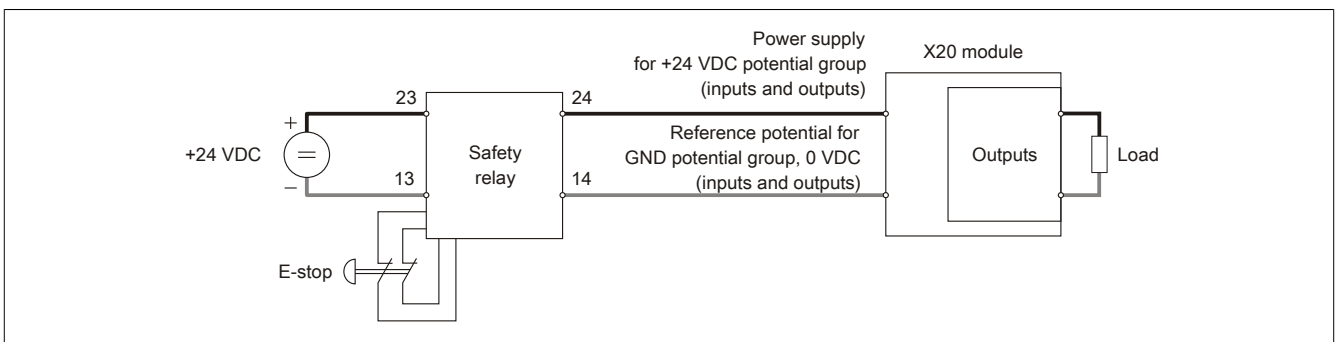 Power supply
for +24 VDC potential group
(inputs and outputs)
X20 module
23
24
+
+24 VDC
=
Safety
relay
Reference potential for
GND potential group, 0 VDC
(inputs and outputs)
Outputs
Load
–
13
14
E-stop